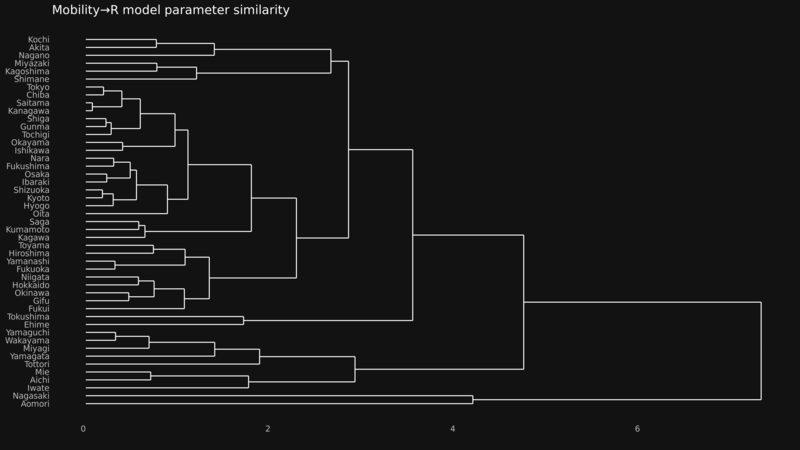 Mobility→R model parameter similarity
Kochi
Akita
Nagano
Miyazaki
Kagoshima
Shimane
Tokyo
Chiba
Saitama
Kanagawa
Shiga
Gunma
Tochigi
Okayama
Ishikawa
Nara
Fukushima
Osaka
Ibaraki
Shizuoka
Kyoto
Hyogo
Oita
Saga
Kumamoto
Kagawa
Toyama
Hiroshima
Yamanashi
Fukuoka
Niigata
Hokkaido
Okinawa
Gifu
Fukui
Tokushima
Ehime
Yamaguchi
Wakayama
Miyagi
Yamagata
Tottori
Mie
Aichi
Iwate
Nagasaki
Aomori
0 2 4 6